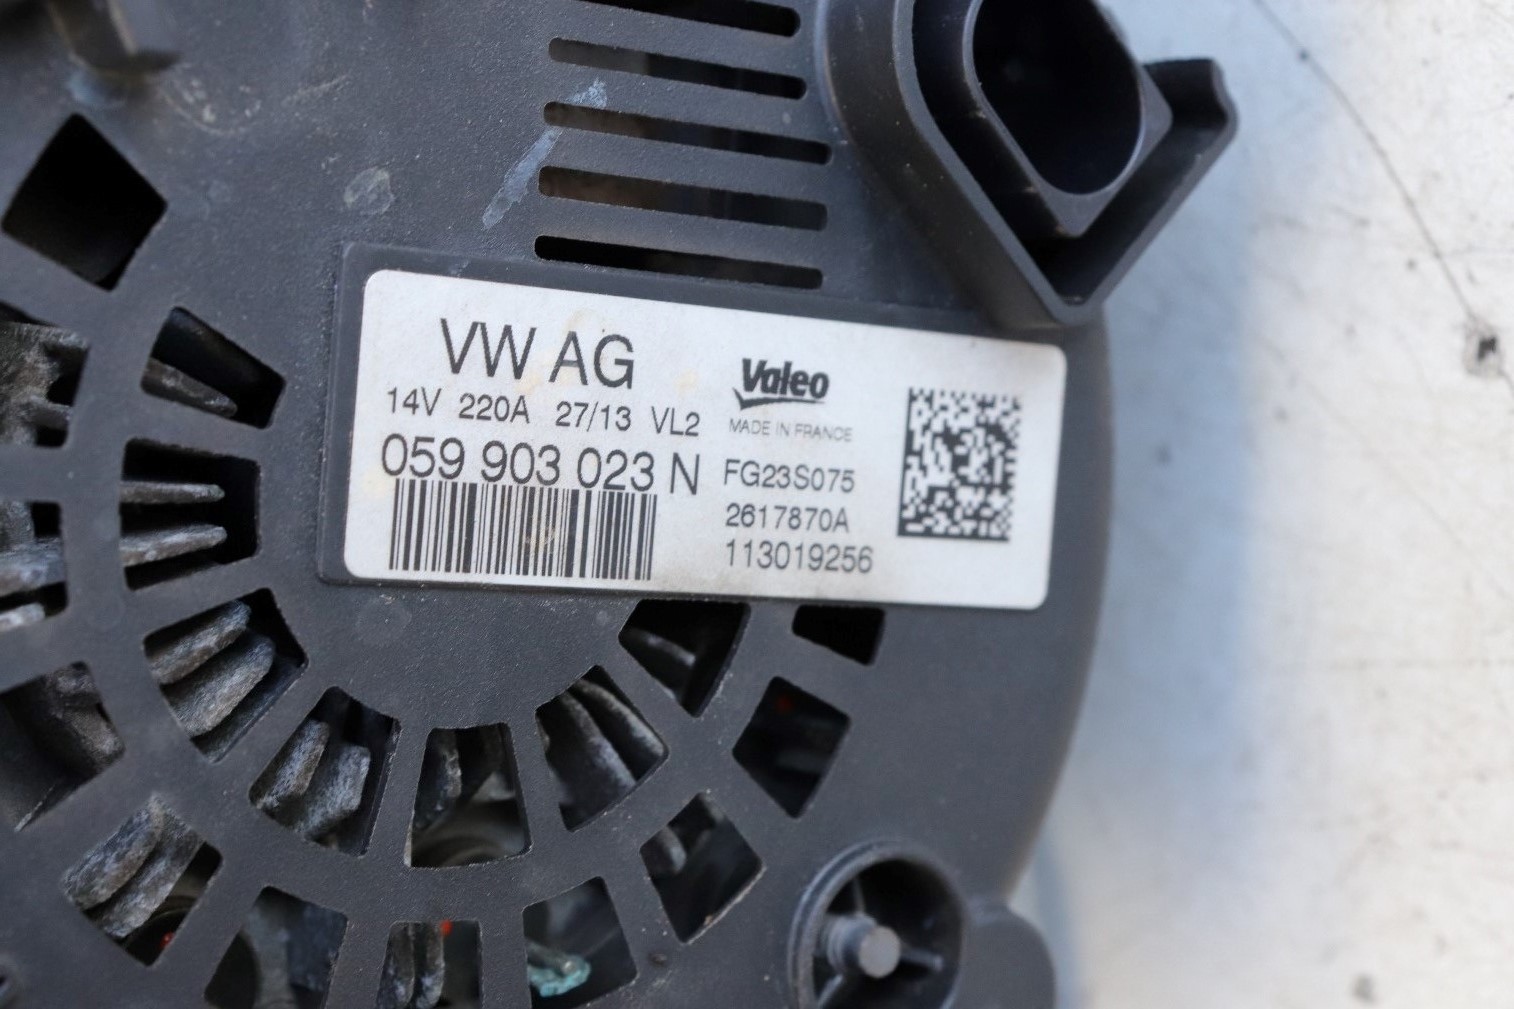 VW AG
14V 220A 27/13 VL2
059 903 023 N
Valeo
MADE IN FRANCE
FG23S075
2617870A
113019256